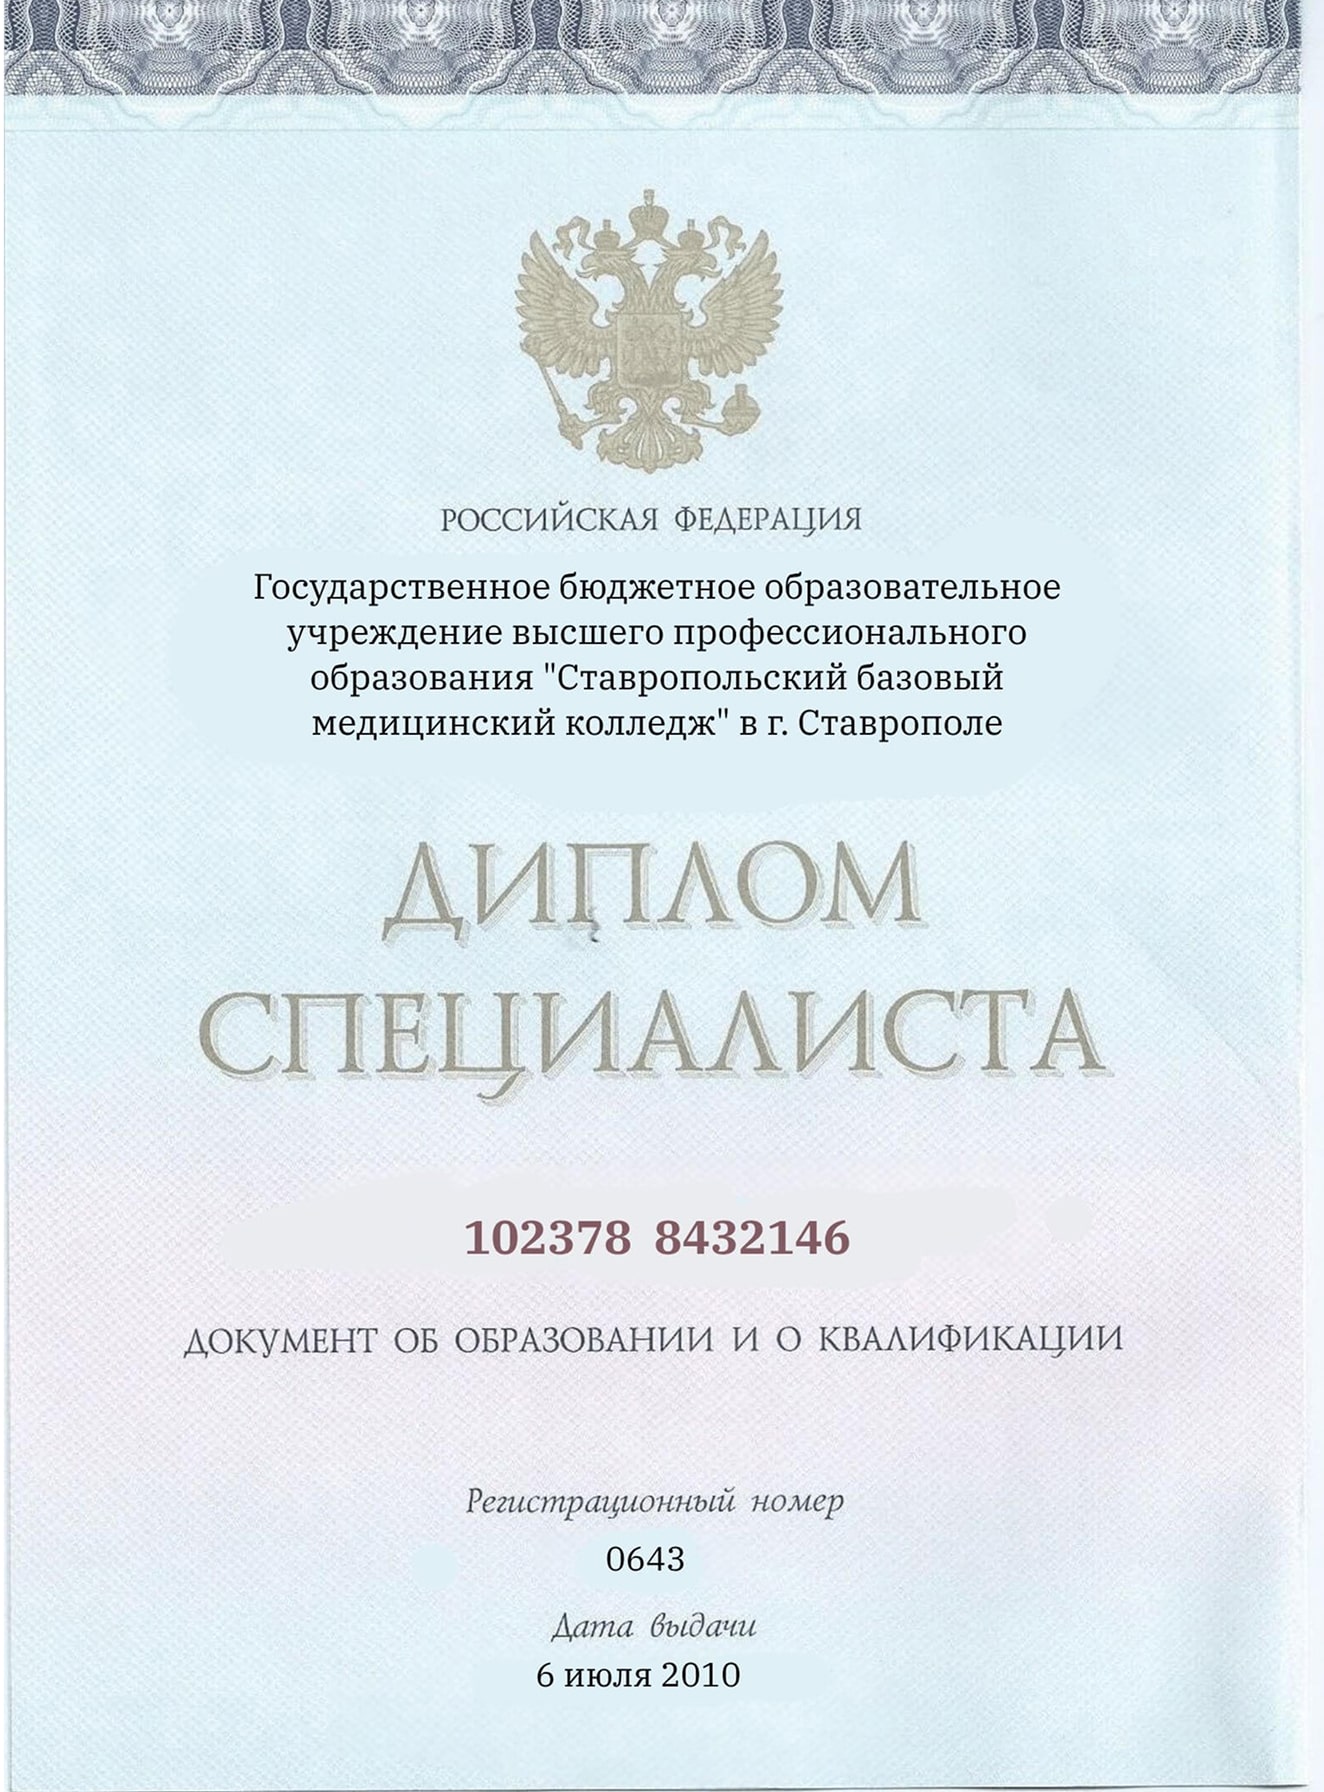 РОССИЙСКАЯ ФЕДЕРАЦИЯ
Государственное бюджетное образовательное
учреждение высшего профессионального
образования "Ставропольский базовый
медицинский колледж" в г. Ставрополе
ДИПЛОМ
СПЕЦИАЛИСТА
102378 8432146
ДОКУМЕНТ ОБ ОБРАЗОВАНИИ И О КВАЛИФИКАЦИИ
Регистрационный номер
0643
Дата выдачи
6 июля 2010